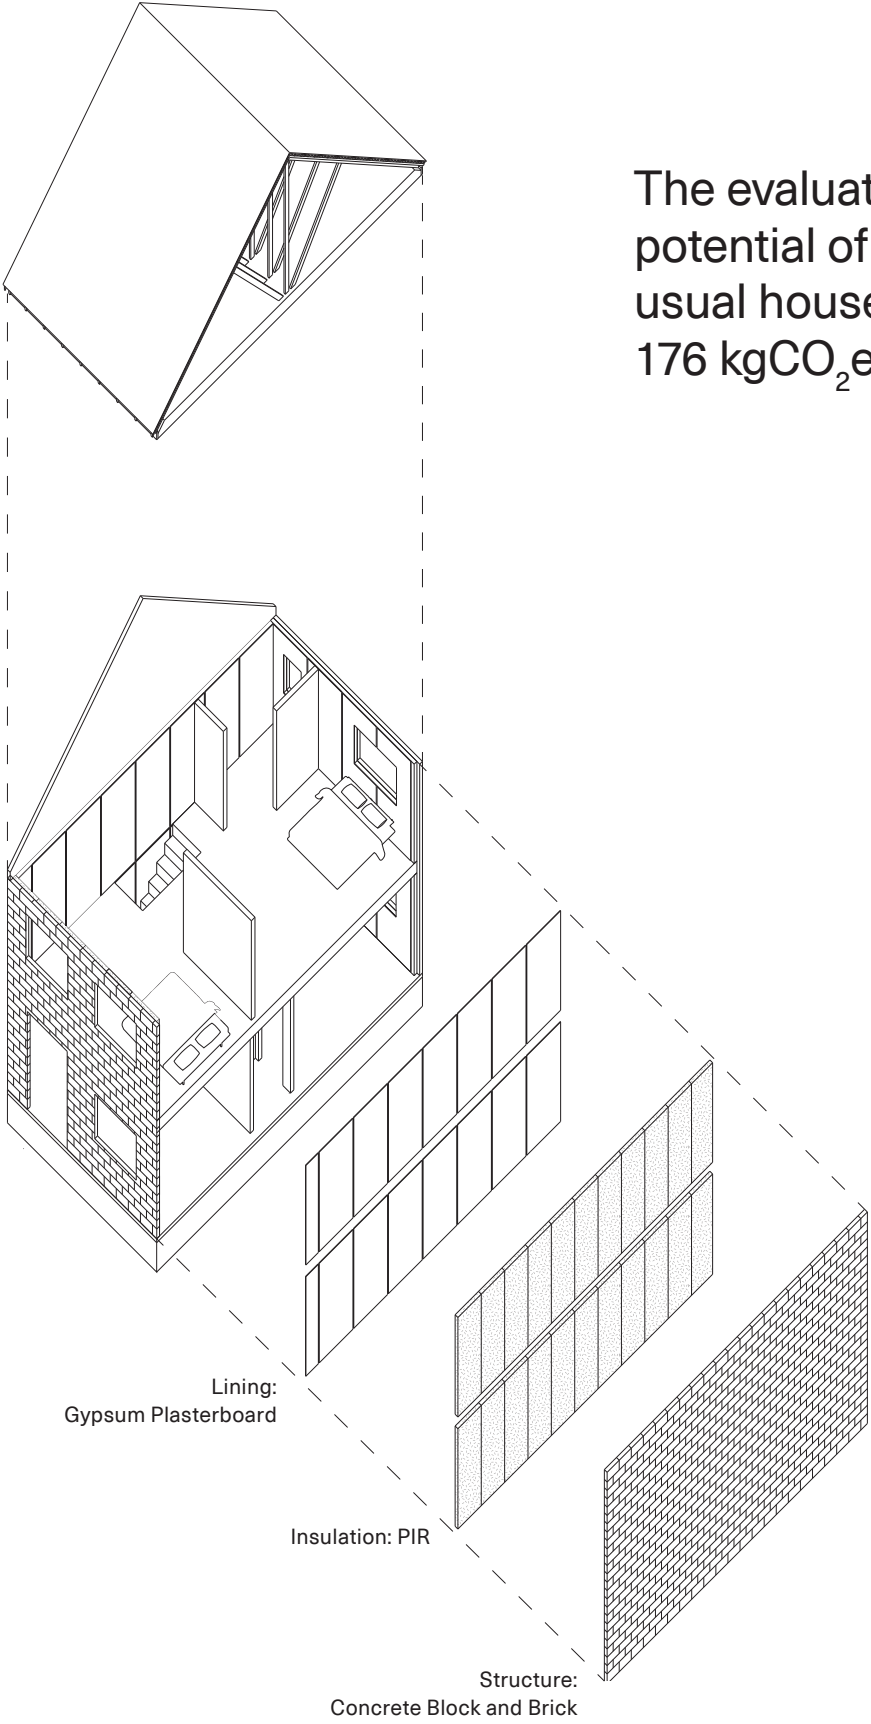 The evaluat
potential of
usual house
176 kgCO₂e
Lining:
Gypsum Plasterboard
Insulation: PIR
Structure:
Concrete Block and Brick